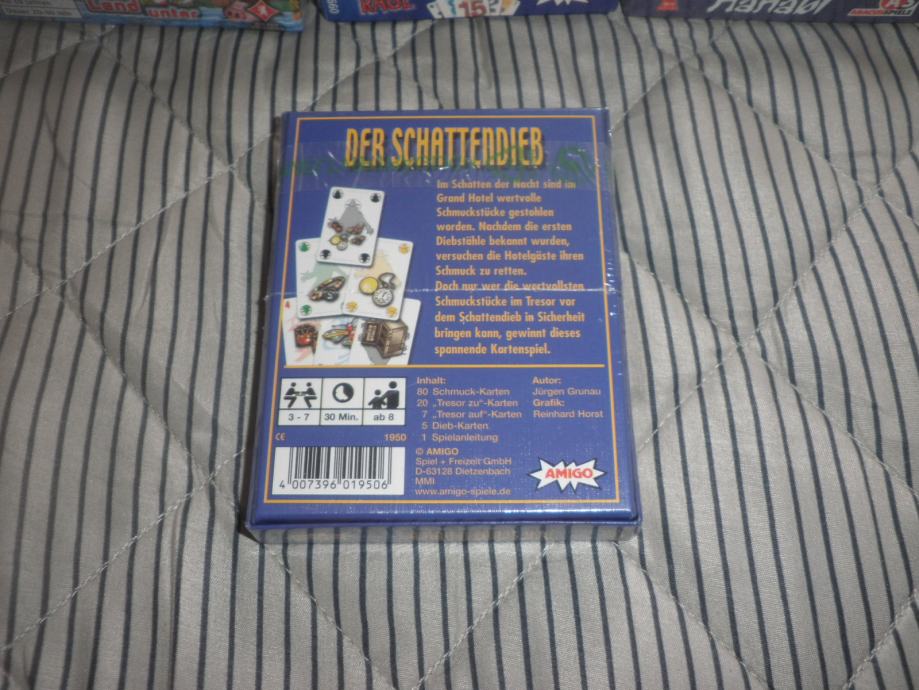 Land
unter
15
Hanabi
DER SCHATTENDIEB
Im Schatten der Nacht sind im
Grand Hotel wertvolle
Schmuckstücke gestohlen
worden. Nachdem die ersten
Diebstähle bekannt wurden,
versuchen die Hotelgäste ihren
Schmuck zu retten.
Doch nur wer die wertvollsten
Schmuckstücke im Tresor vor
dem Schattendieb in Sicherheit
bringen kann, gewinnt dieses
spannende Kartenspiel.
3 - 7
30 Min.
ab 8
CE
1950
4 007396 019506
Inhalt:
80 Schmuck-Karten
20 „Tresor zu"-Karten
7 „Tresor auf"-Karten
5 Dieb-Karten
1 Spielanleitung
Autor:
Jürgen Grunau
Grafik:
Reinhard Horst
© AMIGO
Spiel + Freizeit GmbH
D-63128 Dietzenbach
MMI
www.amigo-spiele.de
AMIGO